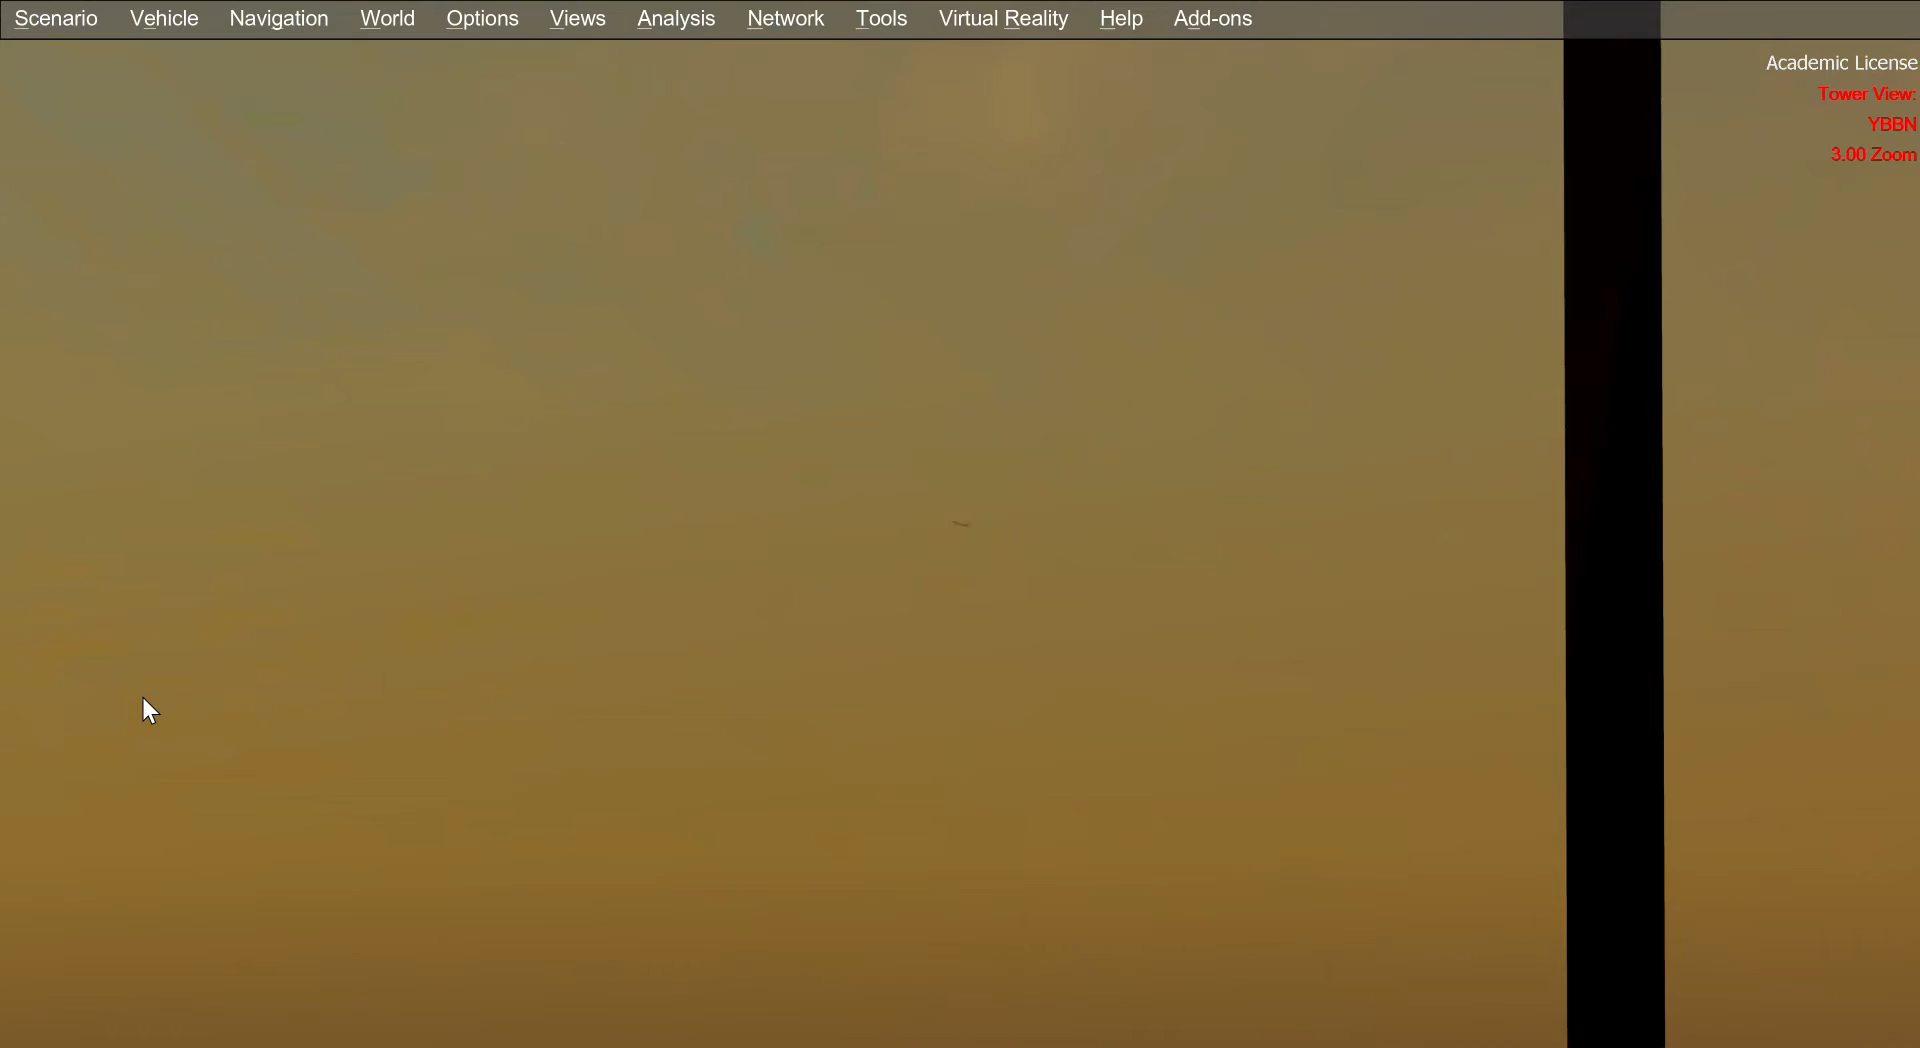 Scenario Vehicle Navigation World Options Views Analysis Network Tools Virtual Reality Help Add-ons
Academic License
Tower View:
YBBN
3.00 Zoom